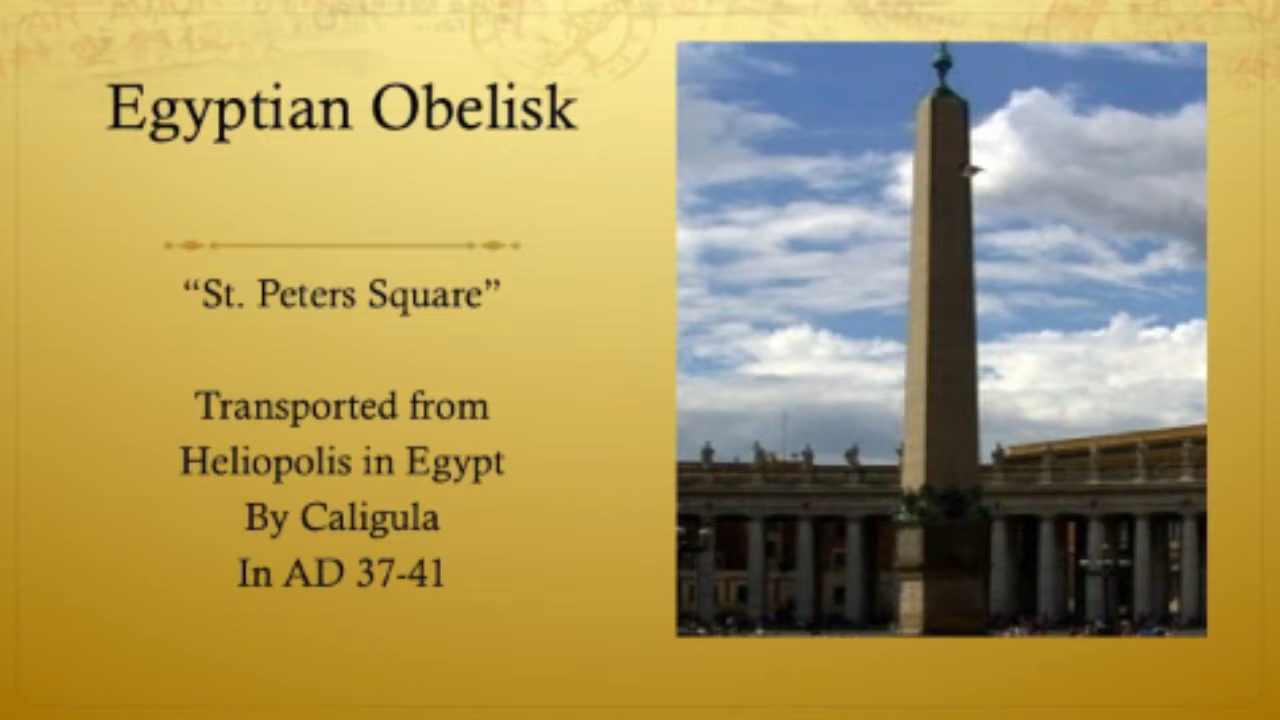 Egyptian Obelisk
“St. Peters Square”
Transported from
Heliopolis in Egypt
By Caligula
In AD 37-41